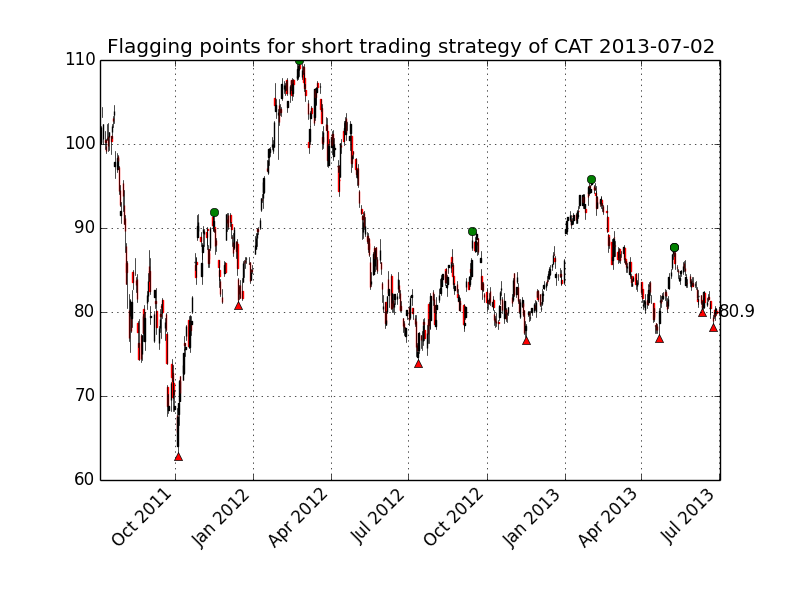 Flagging points for short trading strategy of CAT 2013-07-02
110
100
90
80
70
60
80.9
Oct 2011
Jan 2012
Apr 2012
Jul 2012
Oct 2012
Jan 2013
Apr 2013
Jul 2013